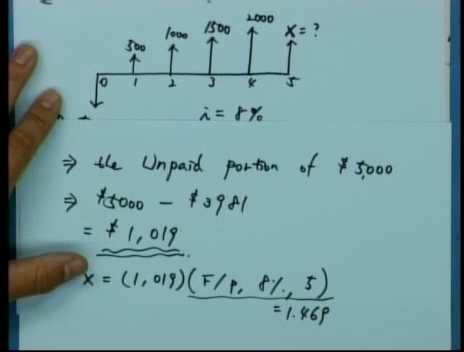 500 1000 1500 2000 X = ?
0 1 2 3 4 5
i = 8%
⇒ the Unpaid portion of $5,000
⇒ $5000 - $3981
= $1,019
X = (1,019)(F/P, 8%, 5)
= 1.469